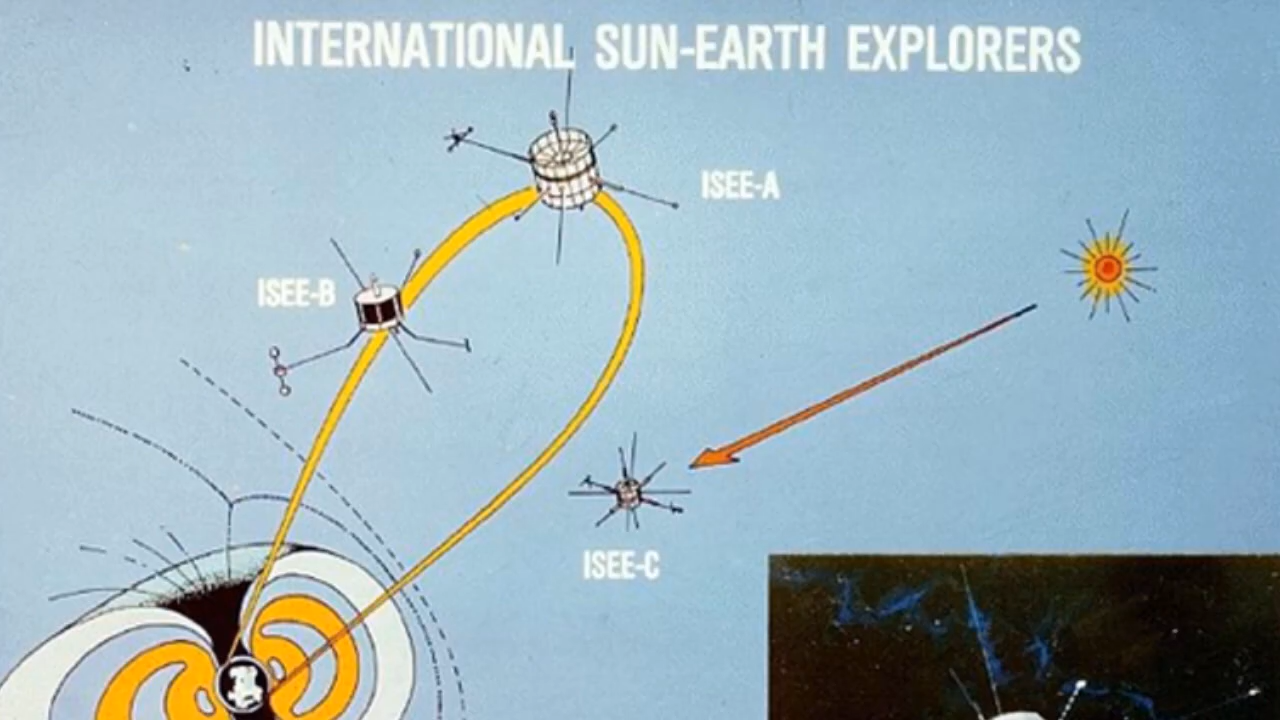 INTERNATIONAL SUN-EARTH EXPLORERS
ISEE-A
ISEE-B
ISEE-C